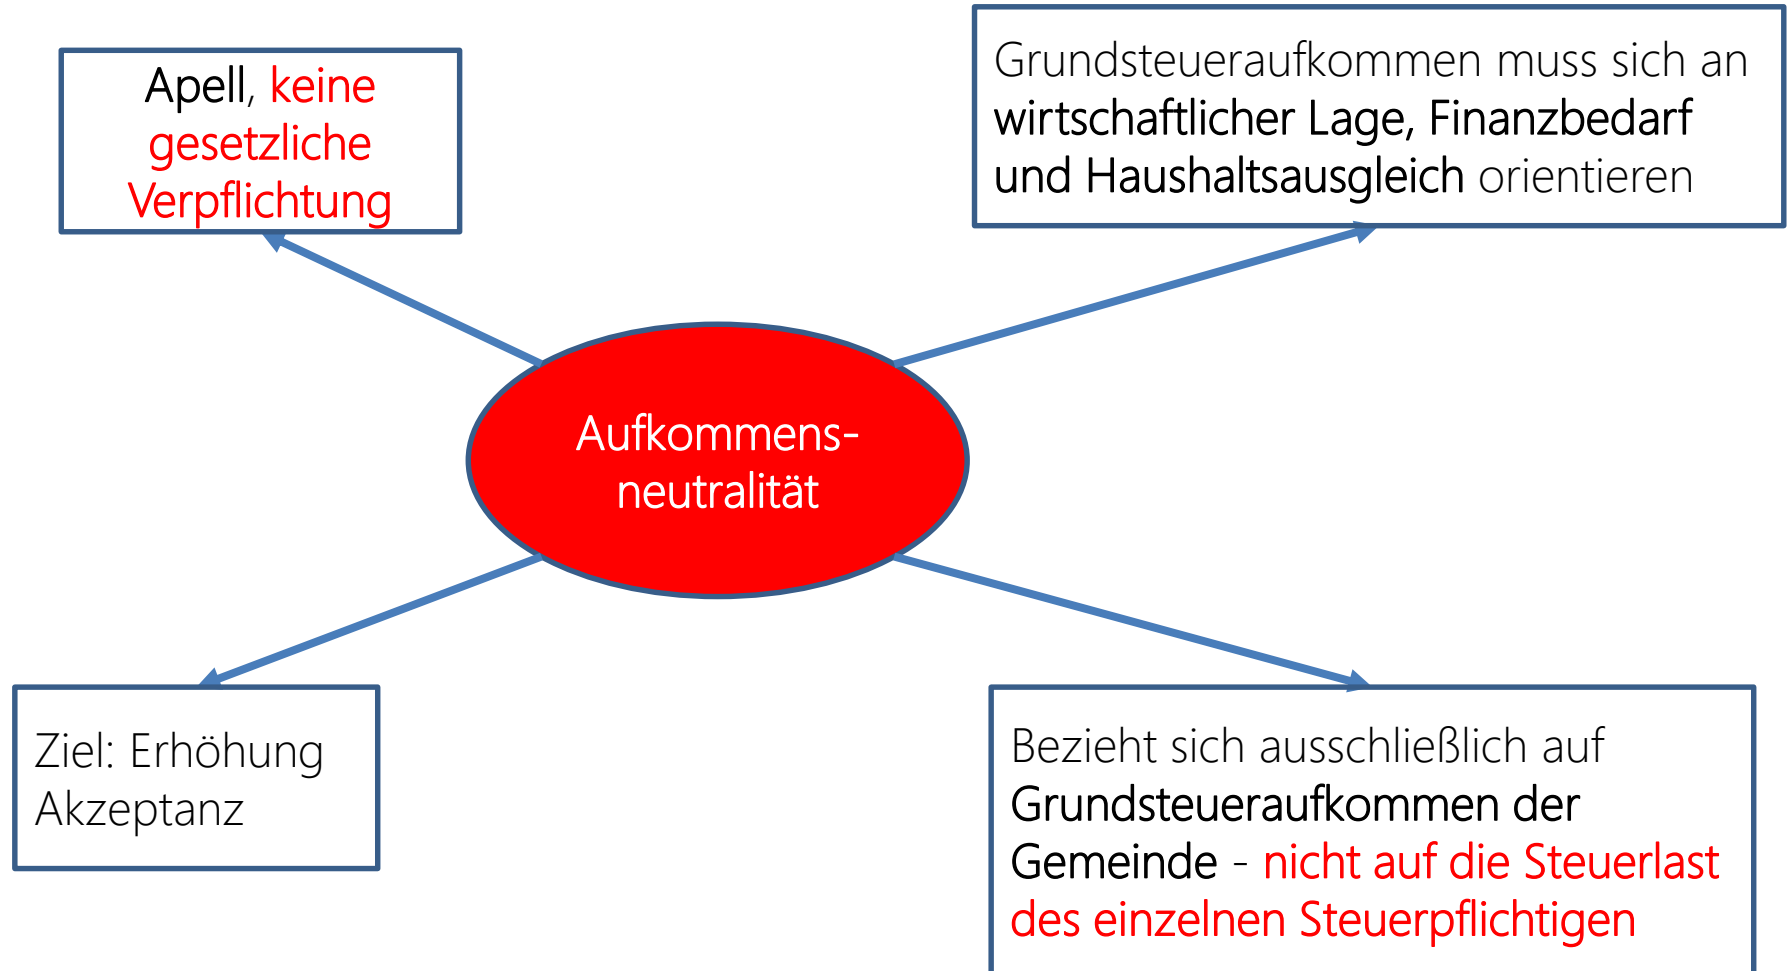 Apell, keine
gesetzliche
Verpflichtung
Grundsteueraufkommen muss sich an
wirtschaftlicher Lage, Finanzbedarf
und Haushaltsausgleich orientieren
Aufkommens-
neutralität
Ziel: Erhöhung
Akzeptanz
Bezieht sich ausschließlich auf
Grundsteueraufkommen der
Gemeinde - nicht auf die Steuerlast
des einzelnen Steuerpflichtigen